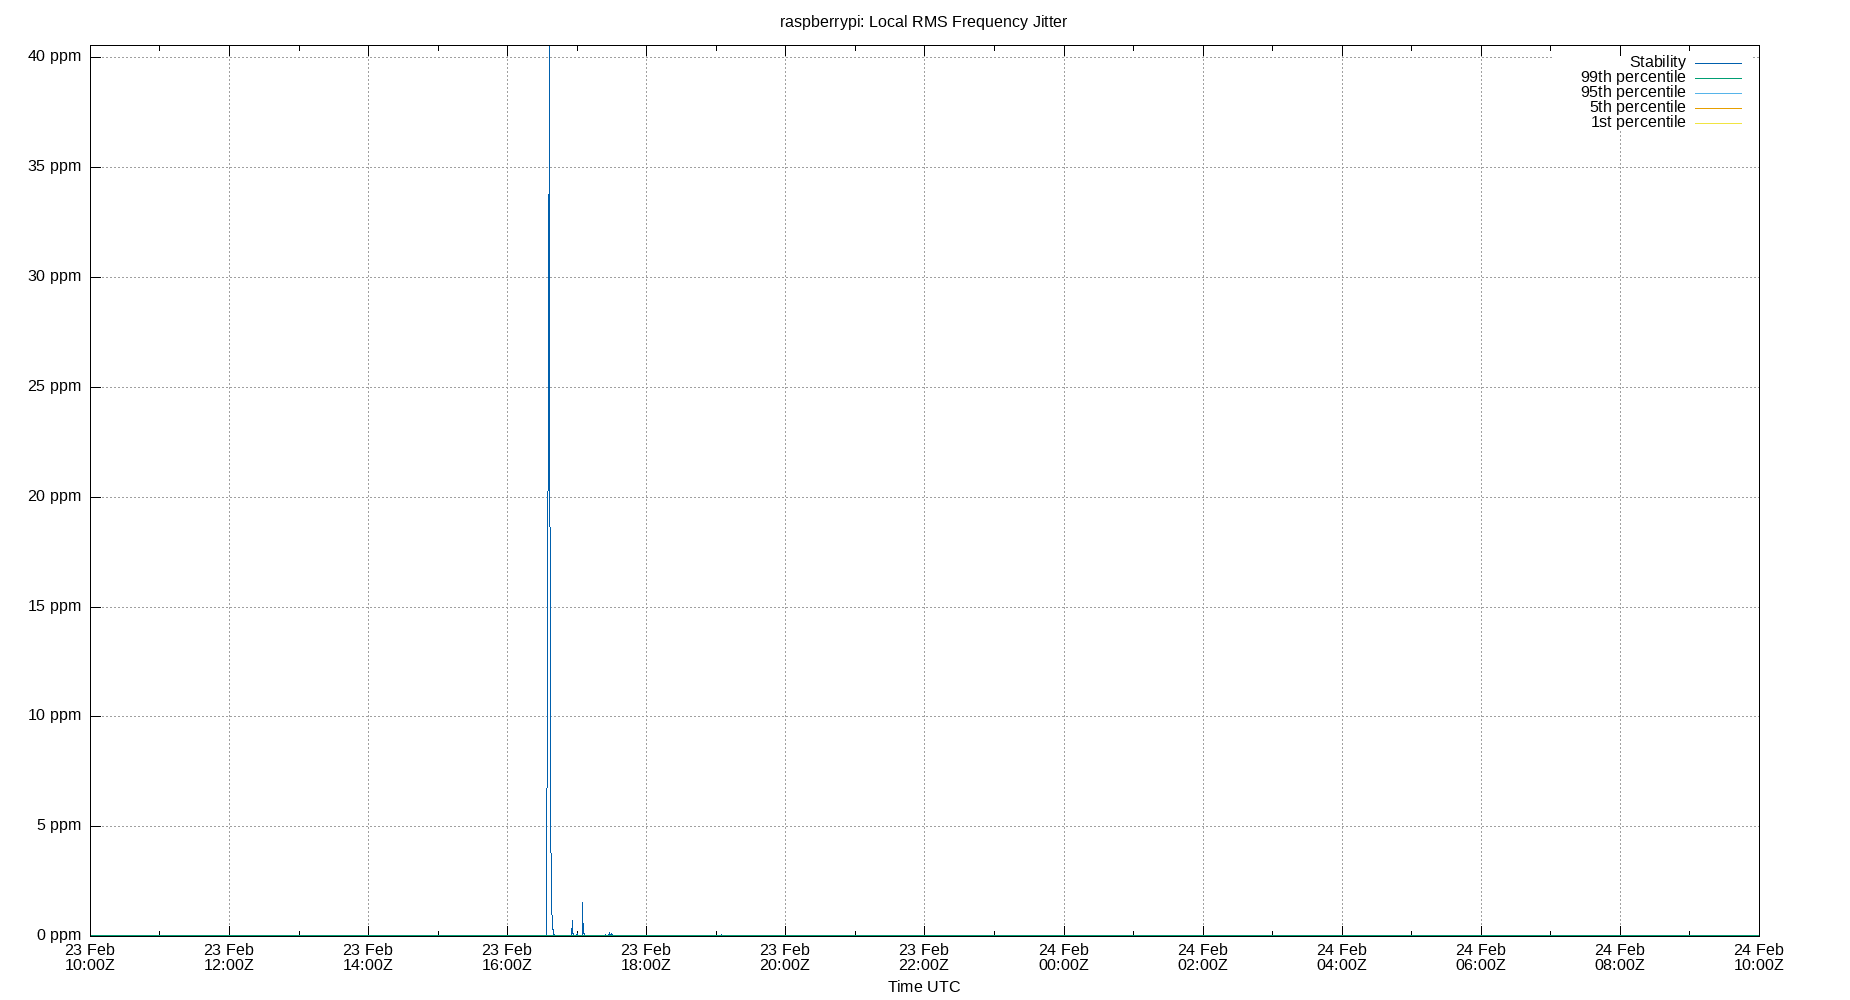 raspberrypi: Local RMS Frequency Jitter
40 ppm
35 ppm
30 ppm
25 ppm
20 ppm
15 ppm
10 ppm
5 ppm
0 ppm
Stability
99th percentile
95th percentile
5th percentile
1st percentile
23 Feb 23 Feb 23 Feb 23 Feb 23 Feb 23 Feb 23 Feb 24 Feb 24 Feb 24 Feb 24 Feb 24 Feb 24 Feb
10:00Z 12:00Z 14:00Z 16:00Z 18:00Z 20:00Z 22:00Z 00:00Z 02:00Z 04:00Z 06:00Z 08:00Z 10:00Z
Time UTC